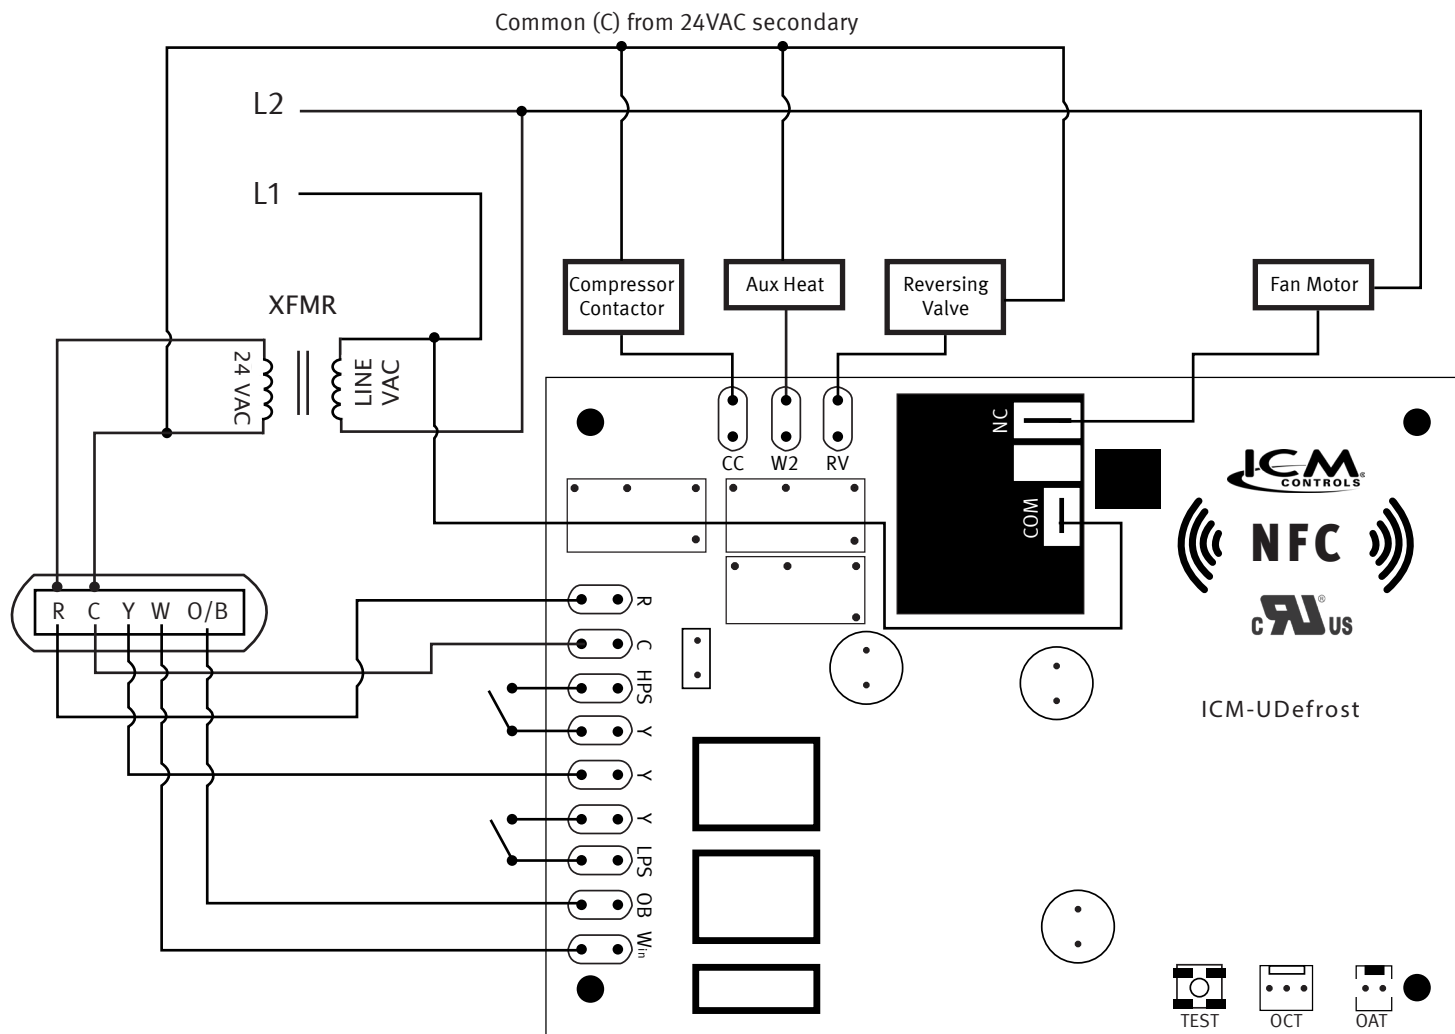 Common (C) from 24VAC secondary
L2
L1
XFMR
24 VAC
LINE
VAC
Compressor
Contactor
Aux Heat
Reversing
Valve
Fan Motor
CC
W2
RV
NC
COM
ICM®
CONTROLS
NFC
C RU® US
ICM-UDefrost
R C Y W O/B
R
C
HPS
Y
Y
Y
LPS
OB
Win
TEST
OCT
OAT